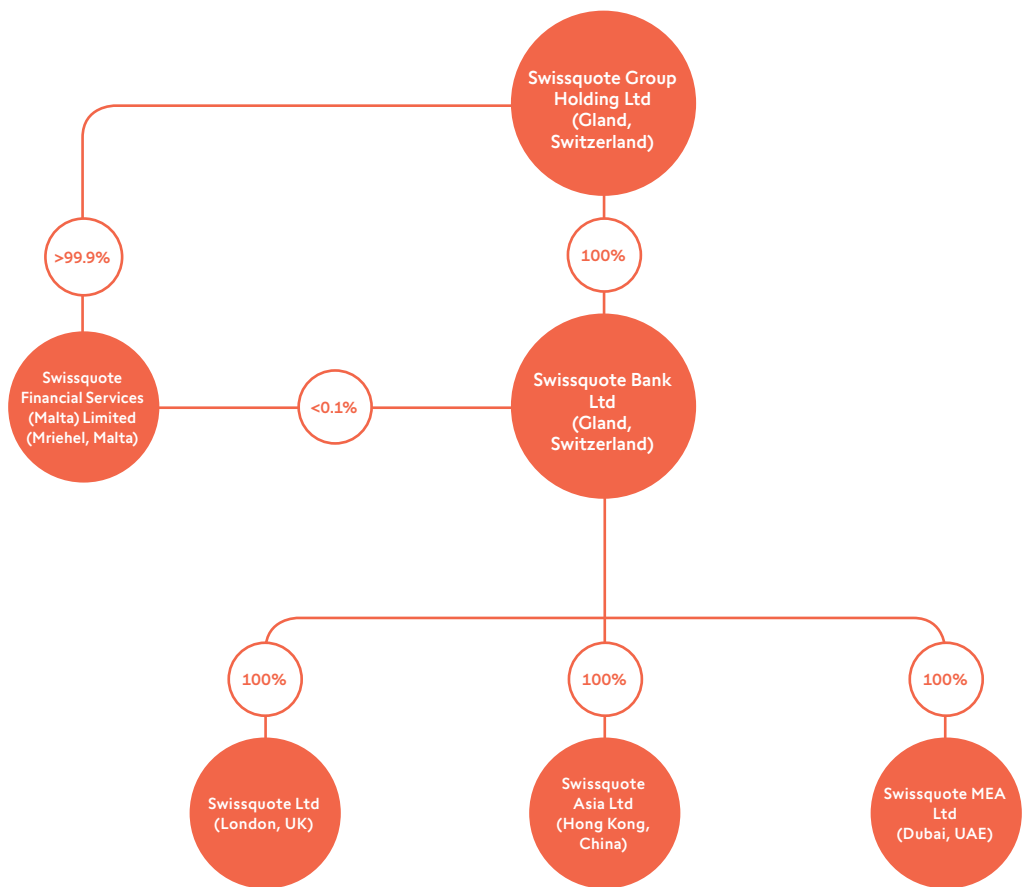 Swissquote Group
Holding Ltd
(Gland,
Switzerland)
>99.9%
100%
Swissquote
Financial Services
(Malta) Limited
(Mriehel, Malta)
<0.1%
Swissquote Bank
Ltd
(Gland,
Switzerland)
100%
100%
100%
Swissquote Ltd
(London, UK)
Swissquote
Asia Ltd
(Hong Kong,
China)
Swissquote MEA
Ltd
(Dubai, UAE)